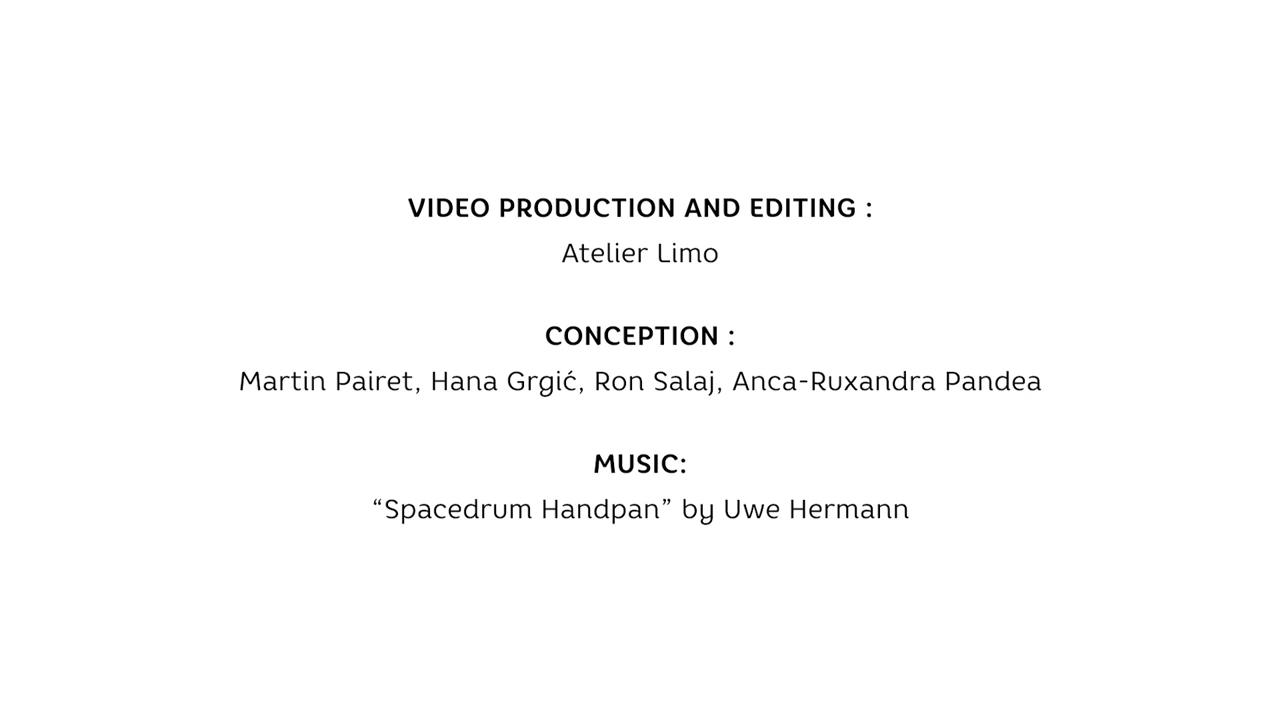 VIDEO PRODUCTION AND EDITING :
Atelier Limo
CONCEPTION :
Martin Pairet, Hana Grgić, Ron Salaj, Anca-Ruxandra Pandea
MUSIC:
“Spacedrum Handpan” by Uwe Hermann